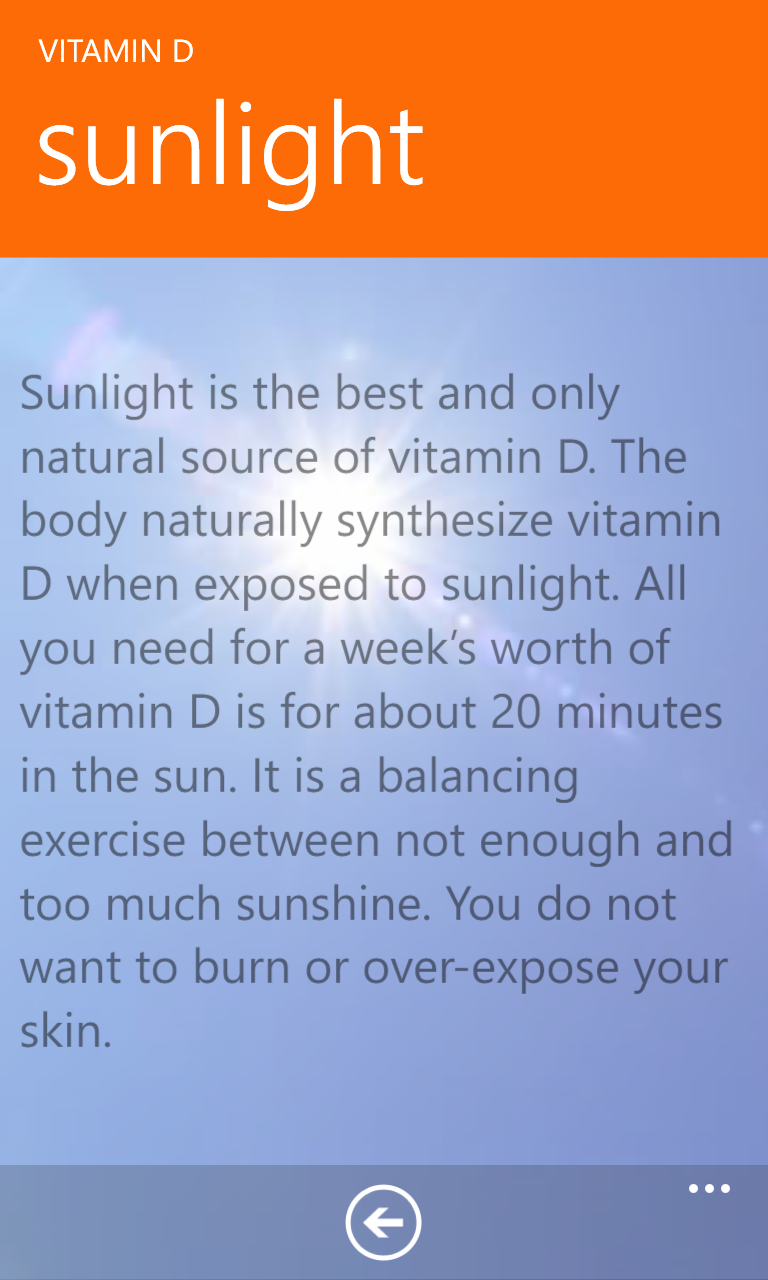 VITAMIN D
sunlight
Sunlight is the best and only
natural source of vitamin D. The
body naturally synthesize vitamin
D when exposed to sunlight. All
you need for a week’s worth of
vitamin D is for about 20 minutes
in the sun. It is a balancing
exercise between not enough and
too much sunshine. You do not
want to burn or over-expose your
skin.